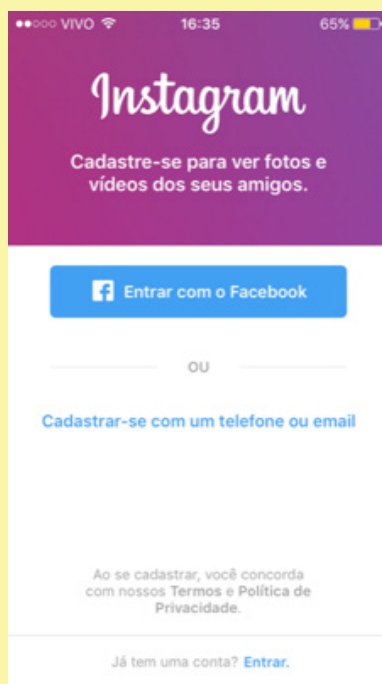 VIVO 16:35 65%
Instagram
Cadastre-se para ver fotos e
vídeos dos seus amigos.
Entrar com o Facebook
OU
Cadastrar-se com um telefone ou email
Ao se cadastrar, você concorda
com nossos Termos e Política de
Privacidade.
Já tem uma conta? Entrar.